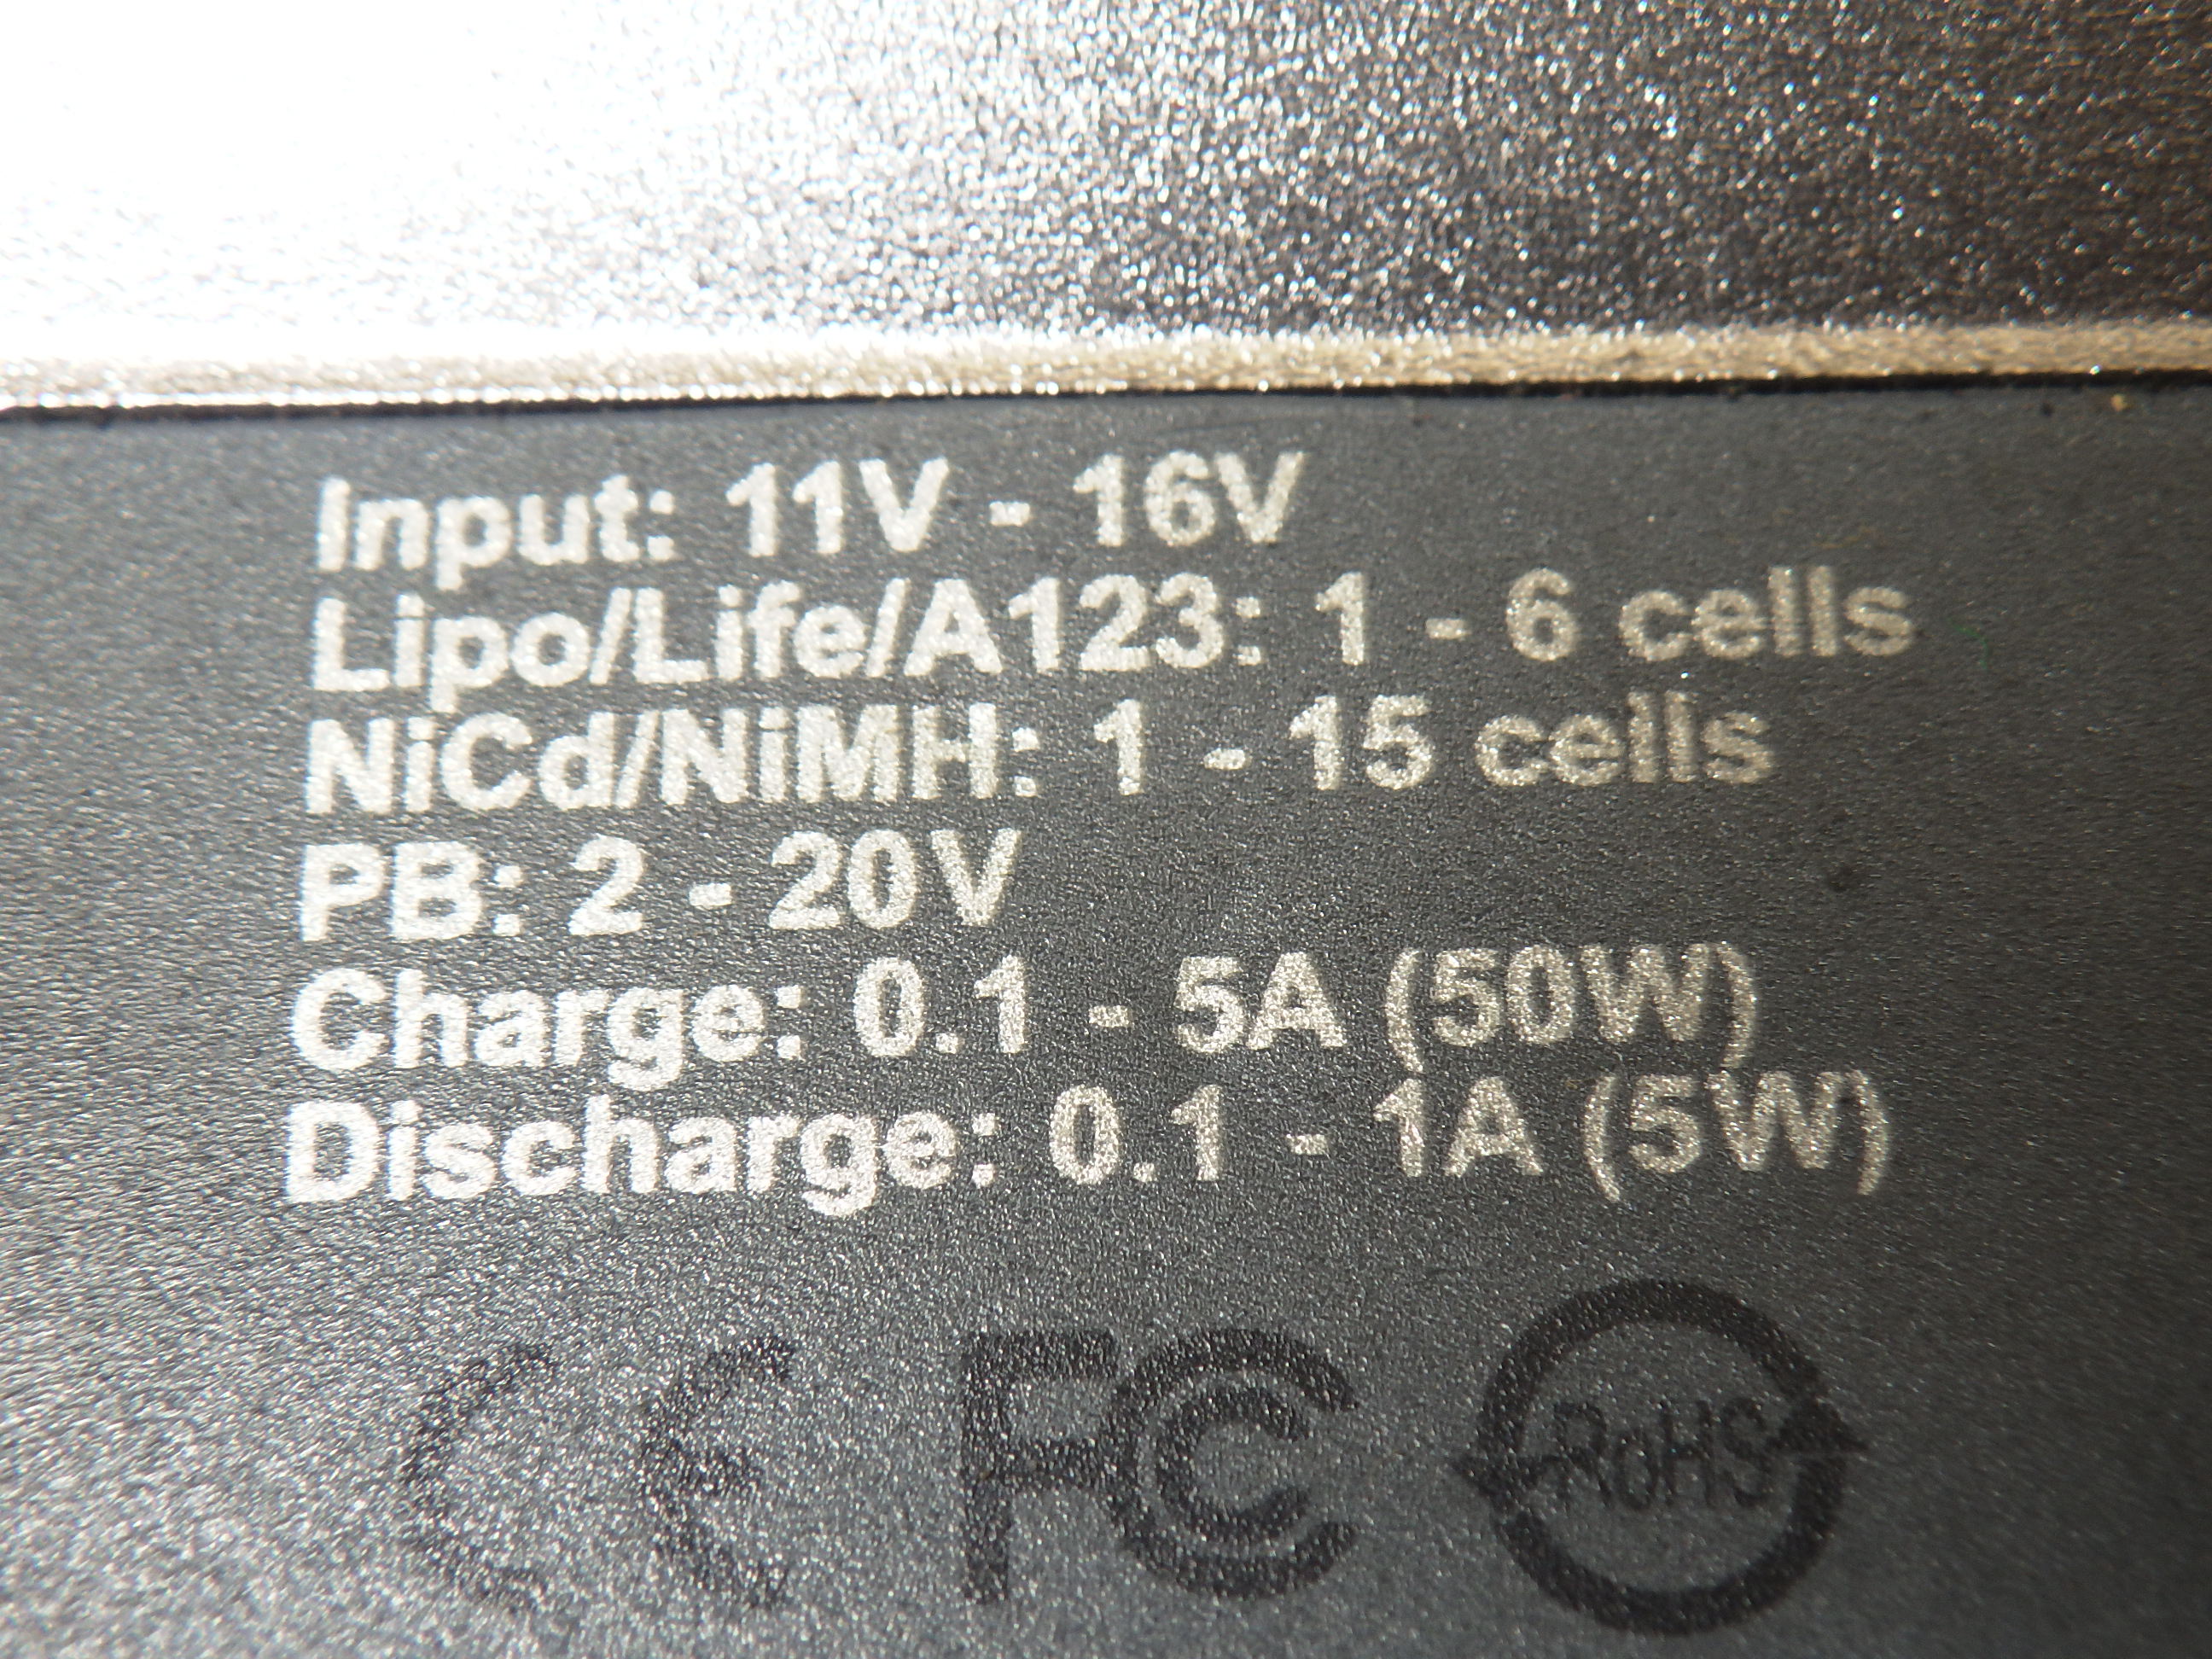 Input: 11V - 16V
Lipo/Life/A123: 1 - 6 cells
NiCd/NiMH: 1 - 15 cells
PB: 2 - 20V
Charge: 0.1 - 5A (50W)
Discharge: 0.1 - 1A (5W)
CE FC RoHS